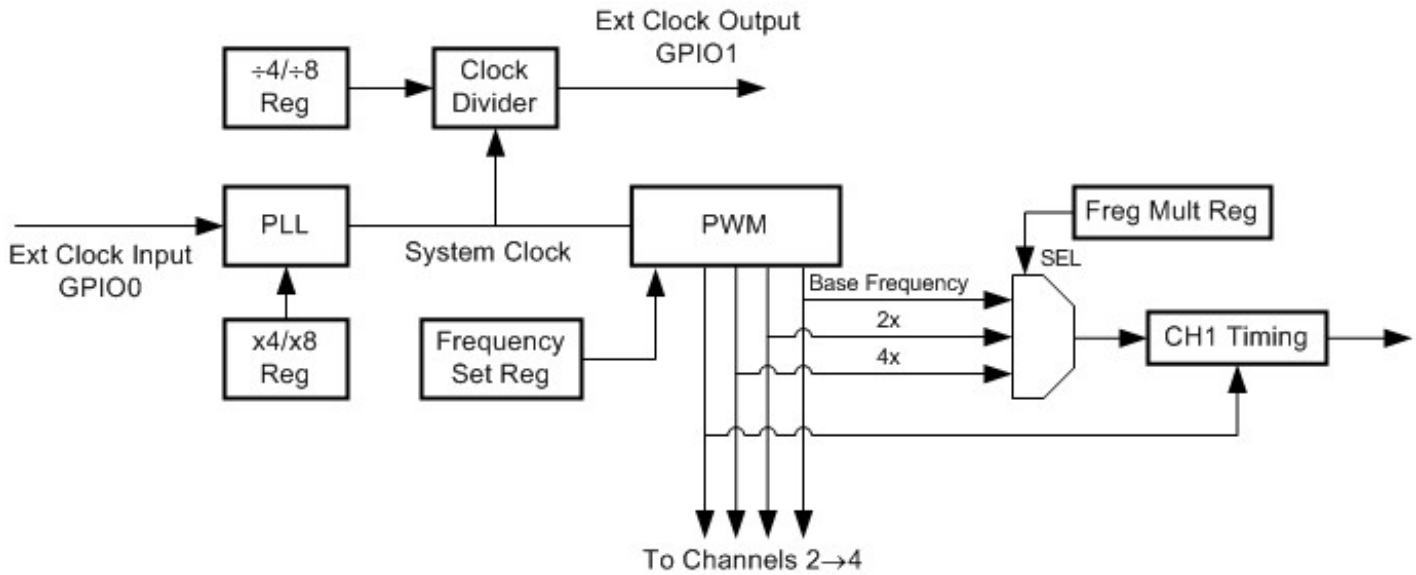 Ext Clock Output
GPIO1
÷4/÷8
Reg
Clock
Divider
PLL
PWM
Freg Mult Reg
Ext Clock Input
GPIO0
System Clock
SEL
Base Frequency
2x
4x
x4/x8
Reg
Frequency
Set Reg
CH1 Timing
To Channels 2→4